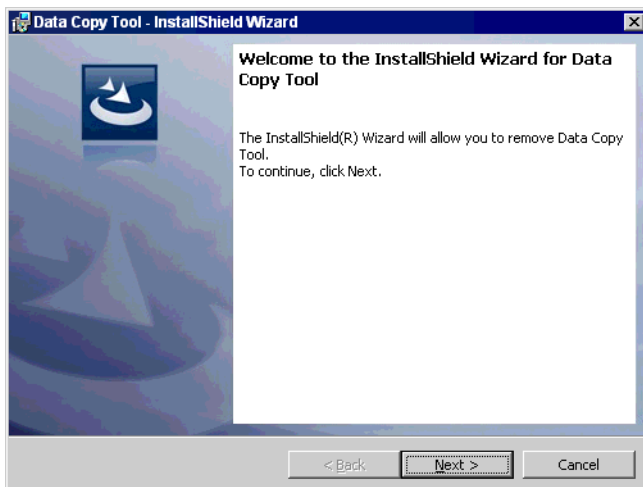 Data Copy Tool - InstallShield Wizard
Welcome to the InstallShield Wizard for Data
Copy Tool
The InstallShield(R) Wizard will allow you to remove Data Copy
Tool.
To continue, click Next.
< Back
Next >
Cancel